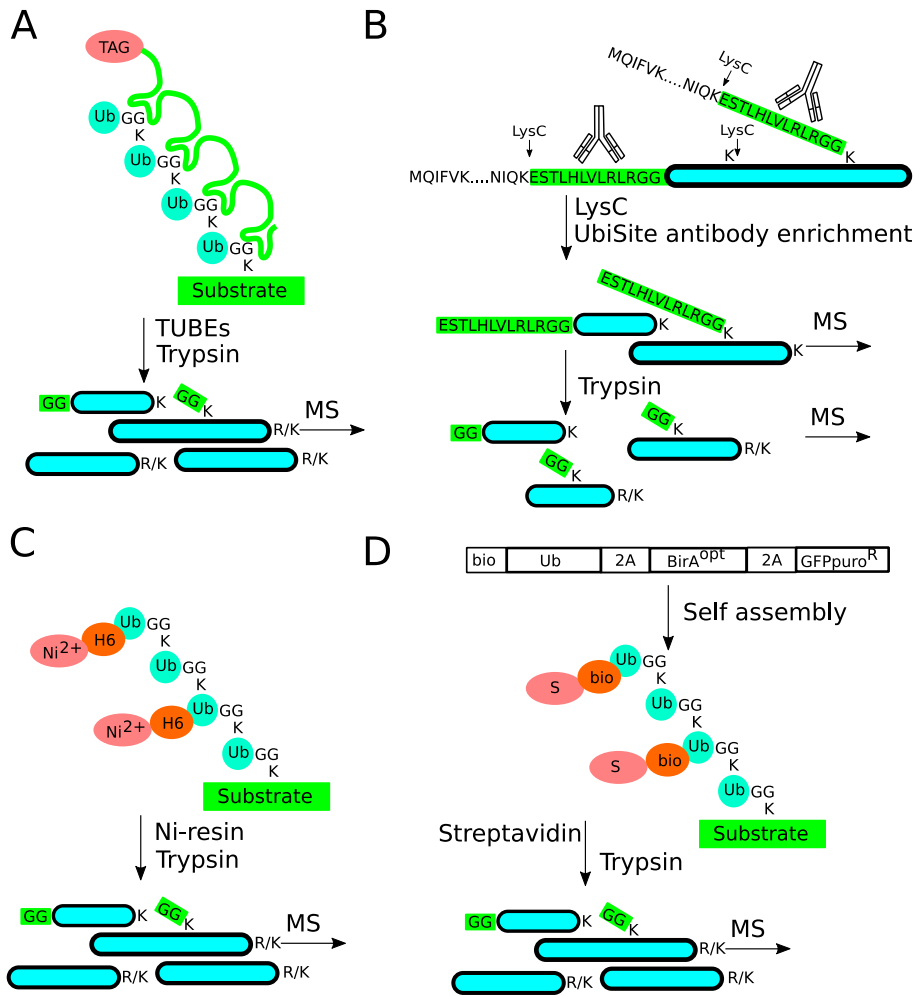 A
TAG
Ub
GG
K
Ub
GG
K
Ub
GG
K
Ub
GG
K
Substrate
TUBEs
Trypsin
GG
K
GG
K
R/K
MS
R/K
R/K
B
MQIFVK....NIQKESTLHLVLRLRGG
LysC
K
LysC
K
LysC
MQIFVK....NIQKESTLHLVLRLRGG
LysC
UbiSite antibody enrichment
ESTLHLVLRLRGG
K
ESTLHLVLRLRGG
K
K
MS
Trypsin
GG
K
GG
K
R/K
GG
K
R/K
MS
C
Ni2+
H6
Ub
GG
K
Ub
GG
K
Ni2+
H6
Ub
GG
K
Ub
GG
K
Substrate
Ni-resin
Trypsin
GG
K
GG
K
R/K
MS
R/K
R/K
D
bio Ub 2A BirAopt 2A GFPpuroR
Self assembly
S
bio
Ub
GG
K
Ub
GG
K
S
bio
Ub
GG
K
Ub
GG
K
Substrate
Streptavidin
Trypsin
GG
K
GG
K
R/K
MS
R/K
R/K